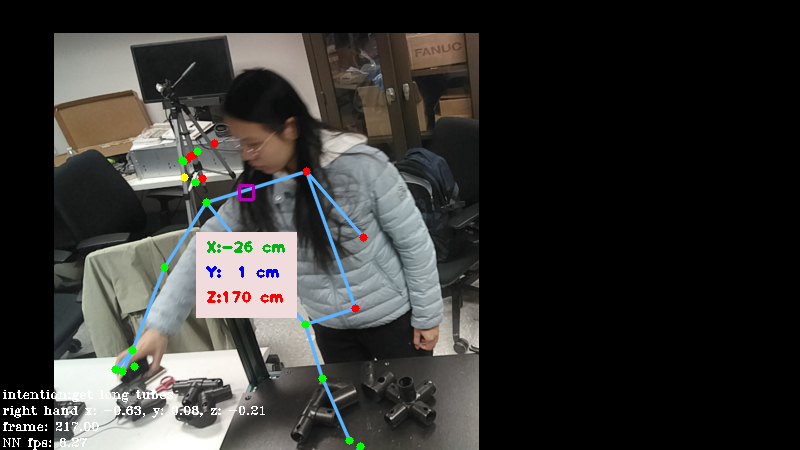 FANUC
X:-26 cm
Y: 1 cm
Z:170 cm
intention:get long tubes
right hand x: -0.63, y: 0.08, z: -0.21
frame: 217.00
NN fps: 8.27